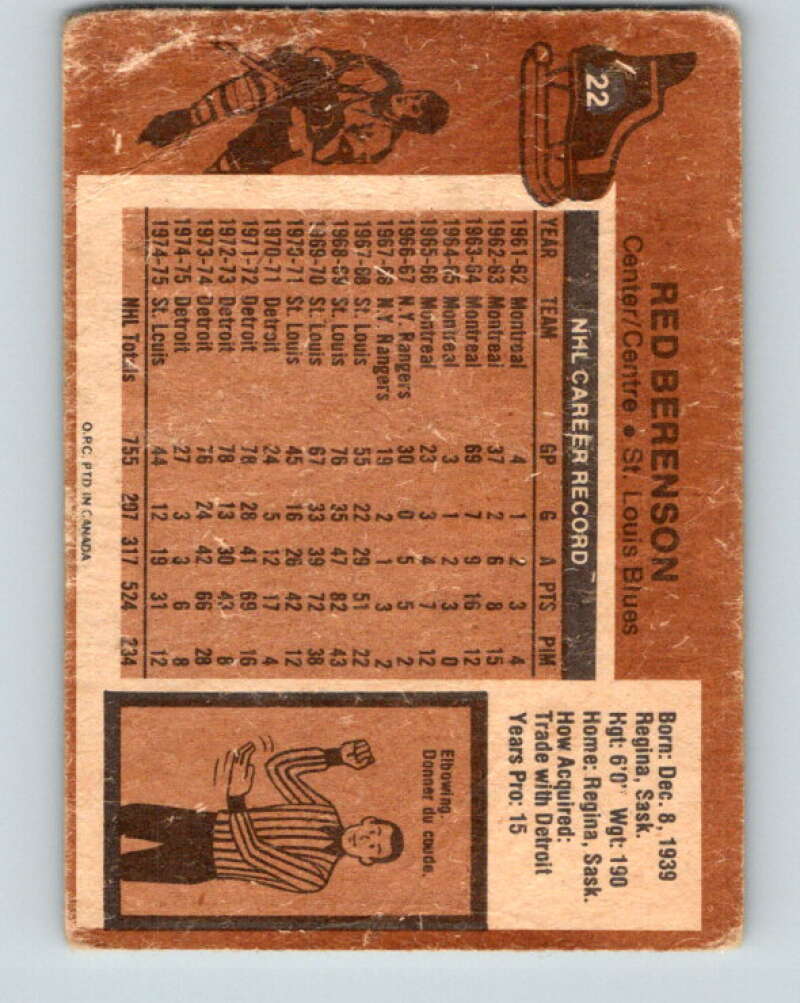 22
RED BERENSON
Center/Centre • St. Louis Blues
NHL CAREER RECORD
YEAR TEAM GP G A PTS PIM
1961-62 Montreal 4 1 2 3 4
1962-63 Montreal 37 2 6 8 15
1963-64 Montreal 69 7 9 16 12
1964-65 Montreal 3 1 2 3 0
1965-66 Montreal 23 3 4 7 12
1966-67 N.Y. Rangers 30 0 5 5 2
1967-68 N.Y. Rangers 19 2 1 3 2
1967-68 St. Louis 55 22 29 51 22
1968-69 St. Louis 76 35 47 82 43
1969-70 St. Louis 67 33 39 72 38
1970-71 St. Louis 45 16 26 42 12
1970-71 Detroit 24 5 12 17 4
1971-72 Detroit 78 28 41 69 16
1972-73 Detroit 78 13 30 43 8
1973-74 Detroit 76 24 42 66 28
1974-75 Detroit 27 3 3 6 8
1974-75 St. Louis 44 12 19 31 12
NHL Totals 755 207 317 524 234
O.P.C. PTD IN CANADA
Born: Dec. 8, 1939
Regina, Sask.
Hgt: 6'0" Wgt: 190
Home: Regina, Sask.
How Acquired:
Trade with Detroit
Years Pro: 15
Elbowing.
Donner du coude.